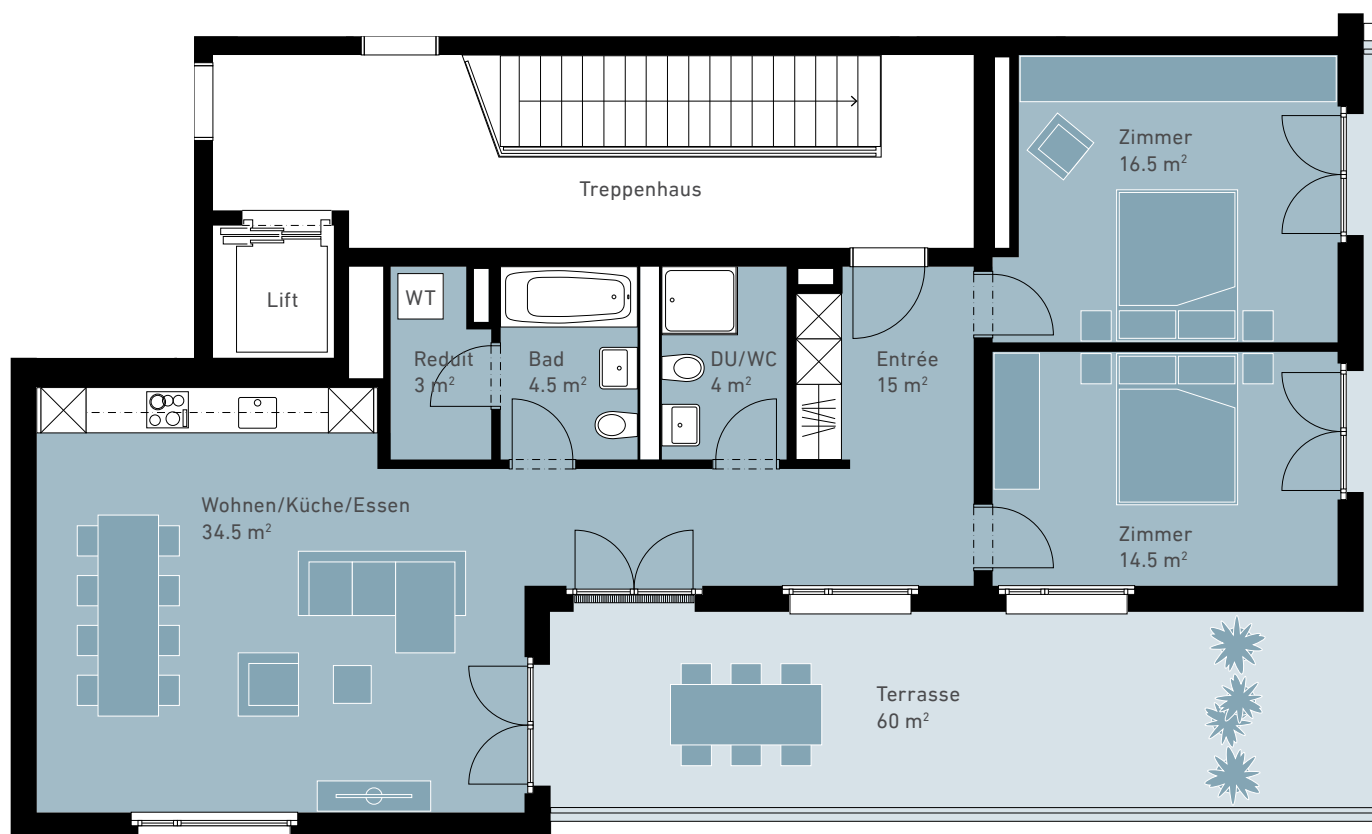 Zimmer
16.5 m²
Treppenhaus
Lift
WT
Reduit
3 m²
Bad
4.5 m²
DU/WC
4 m²
Entrée
15 m²
Wohnen/Küche/Essen
34.5 m²
Zimmer
14.5 m²
Terrasse
60 m²